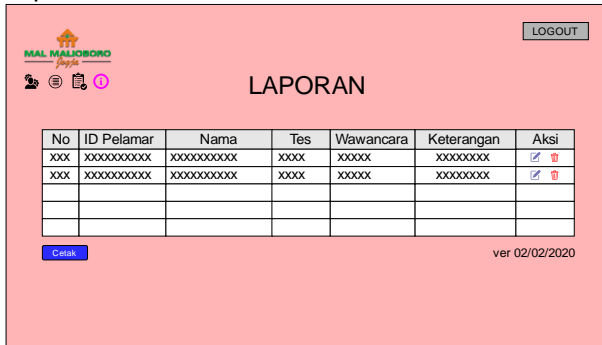 LOGOUT
MAL MALIOBORO
Jogja
LAPORAN
No ID Pelamar Nama Tes Wawancara Keterangan Aksi
xxx xxxxxxxxxx xxxxxxxxxx xxxx xxxxx xxxxxxxx
xxx xxxxxxxxxx xxxxxxxxxx xxxx xxxxx xxxxxxxx
Cetak ver 02/02/2020